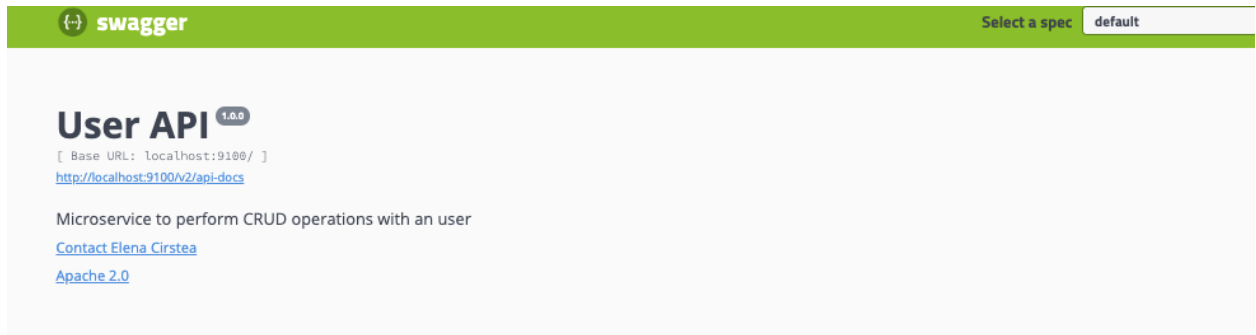 {···} swagger
Select a spec default
User API 1.0.0
[ Base URL: localhost:9100/ ]
http://localhost:9100/v2/api-docs
Microservice to perform CRUD operations with an user
Contact Elena Cirstea
Apache 2.0